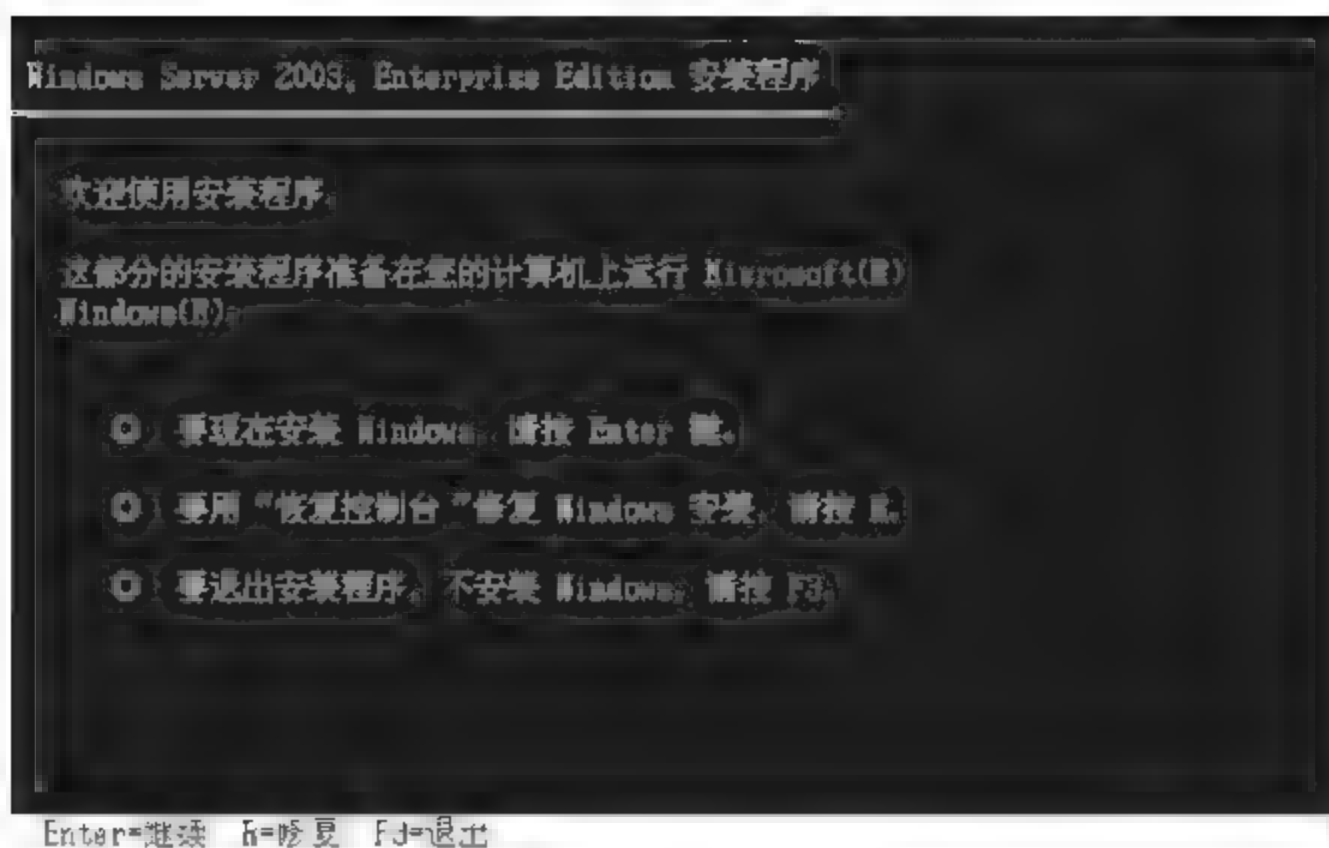 Windows Server 2003, Enterprise Edition 安装程序
欢迎使用安装程序。
这部分的安装程序准备在您的计算机上运行 Microsoft(R)
Windows(R)。
O 要现在安装 Windows，请按 Enter 键。
O 要用“恢复控制台”修复 Windows 安装，请按 R。
O 要退出安装程序，不安装 Windows，请按 F3。
Enter=继续 R=修复 F3=退出